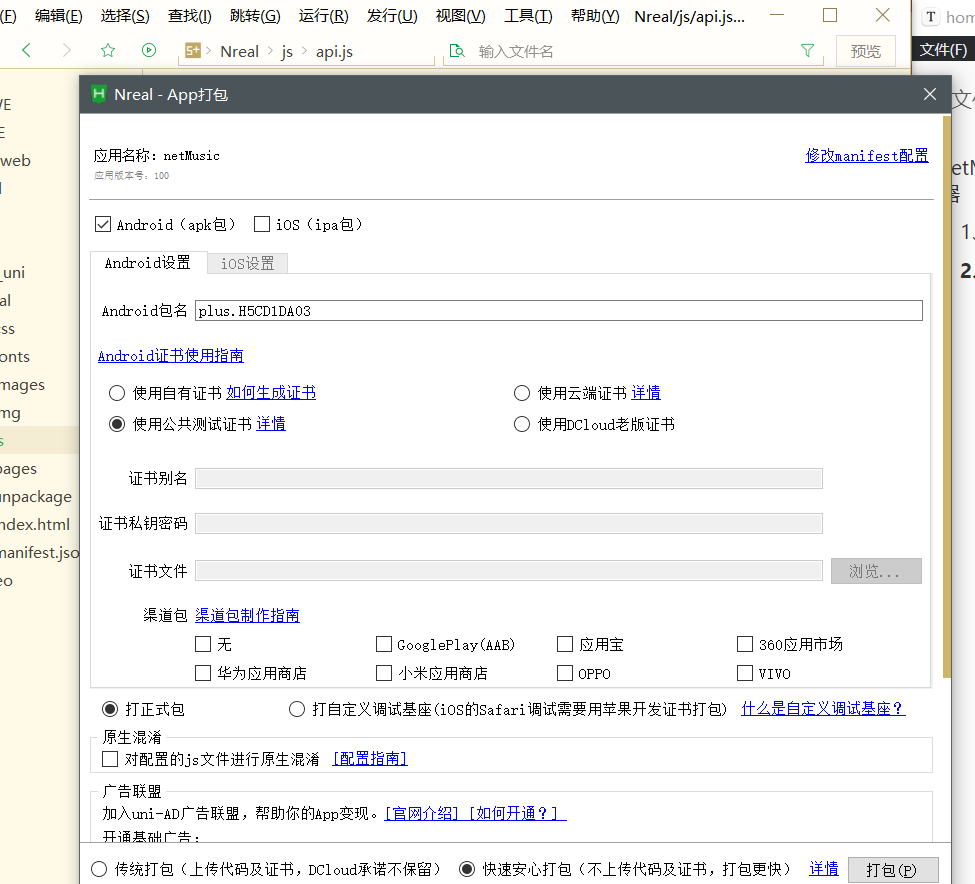 (F) 编辑(E) 选择(S) 查找(I) 跳转(G) 运行(R) 发行(U) 视图(V) 工具(T) 帮助(Y) Nreal/js/api.js...
T hom
S+ Nreal js api.js 输入文件名 预览
文件(F)
Nreal - App打包
应用名称: netMusic
修改manifest配置
应用版本号: 100
Android（apk包） iOS（ipa包）
Android设置 iOS设置
Android包名 plus.H5CD1DA03
Android证书使用指南
使用自有证书 如何生成证书 使用云端证书 详情
使用公共测试证书 详情 使用DCloud老版证书
证书别名
证书私钥密码
证书文件 浏览...
渠道包 渠道包制作指南
无 GooglePlay(AAB) 应用宝 360应用市场
华为应用商店 小米应用商店 OPPO VIVO
打正式包 打自定义调试基座(iOS的Safari调试需要用苹果开发证书打包) 什么是自定义调试基座？
原生混淆
对配置的js文件进行原生混淆 [配置指南]
广告联盟
加入uni-AD广告联盟，帮助你的App变现。[官网介绍] [如何开通？]
开通基础广告:
传统打包（上传代码及证书，DCloud承诺不保留） 快速安心打包（不上传代码及证书，打包更快） 详情 打包(P)
web
_uni
al
ss
onts
mages
mg
s
pages
unpackage
ndex.html
manifest.jso
eo
文件
etM
器
1、
2.